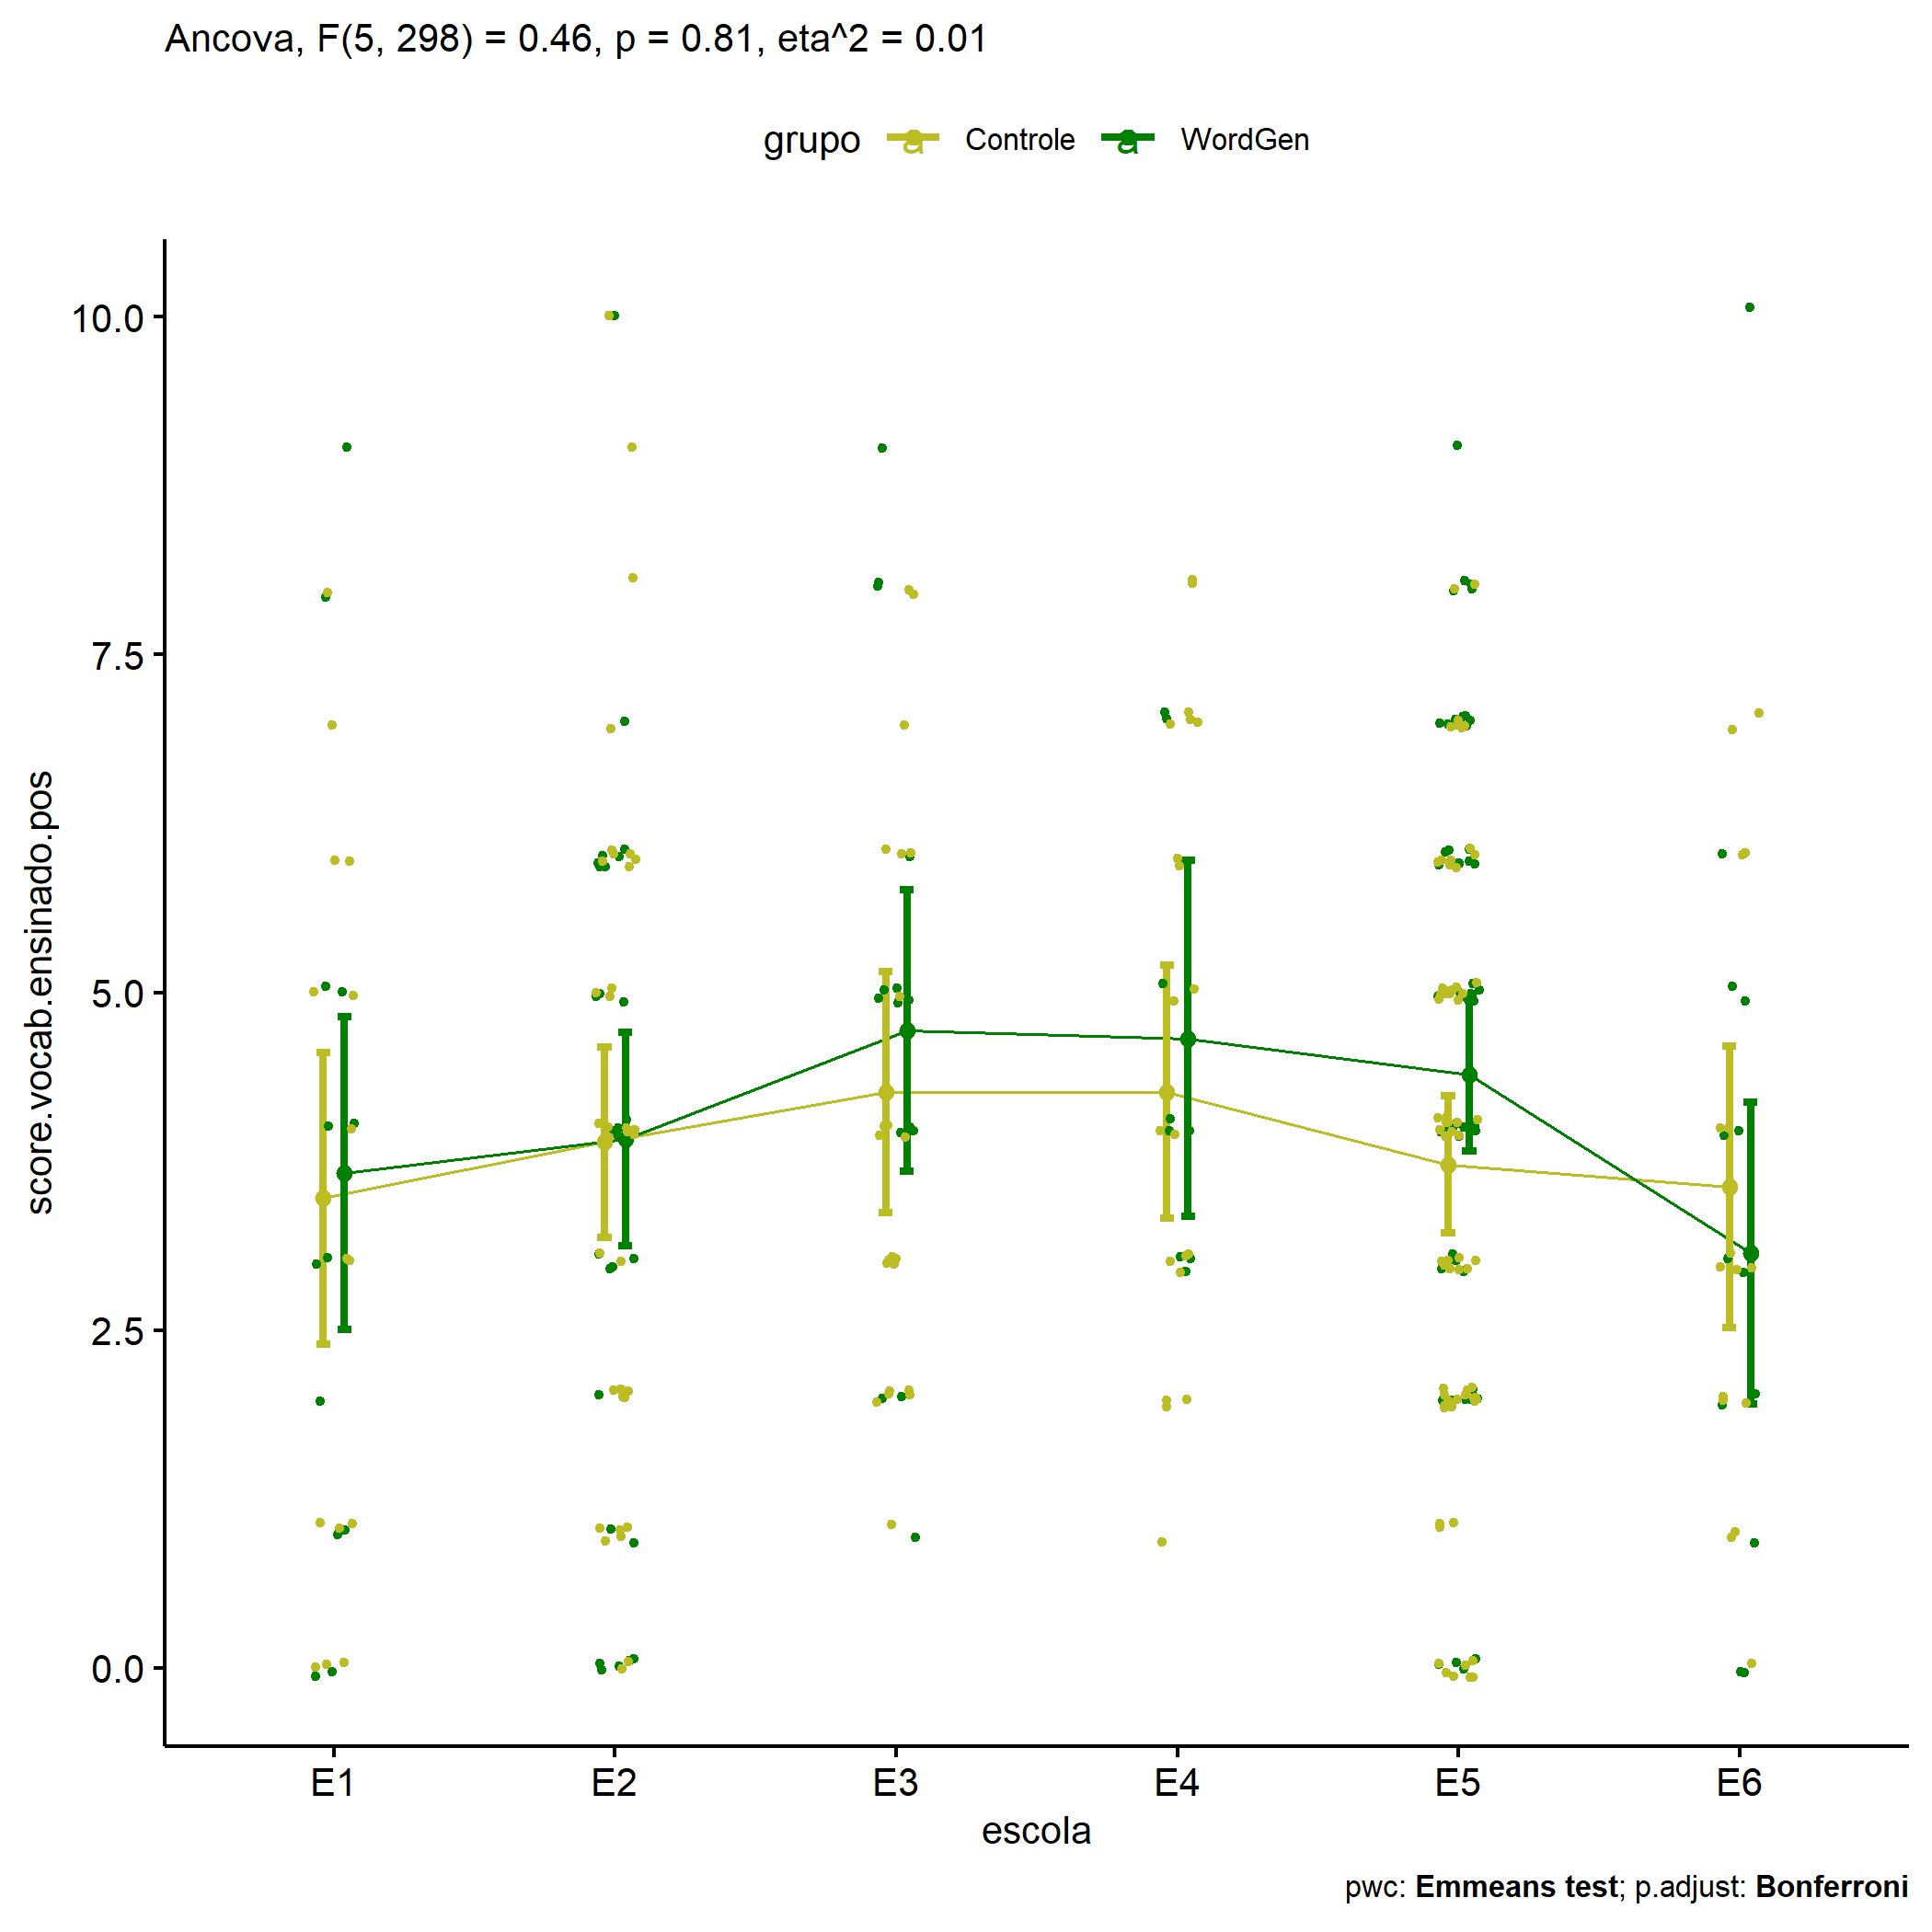 Ancova, F(5, 298) = 0.46, p = 0.81, eta^2 = 0.01
grupo a Controle a WordGen
score.vocab.ensinado.pos
10.0
7.5
5.0
2.5
0.0
E1 E2 E3 E4 E5 E6
escola
pwc: Emmeans test; p.adjust: Bonferroni